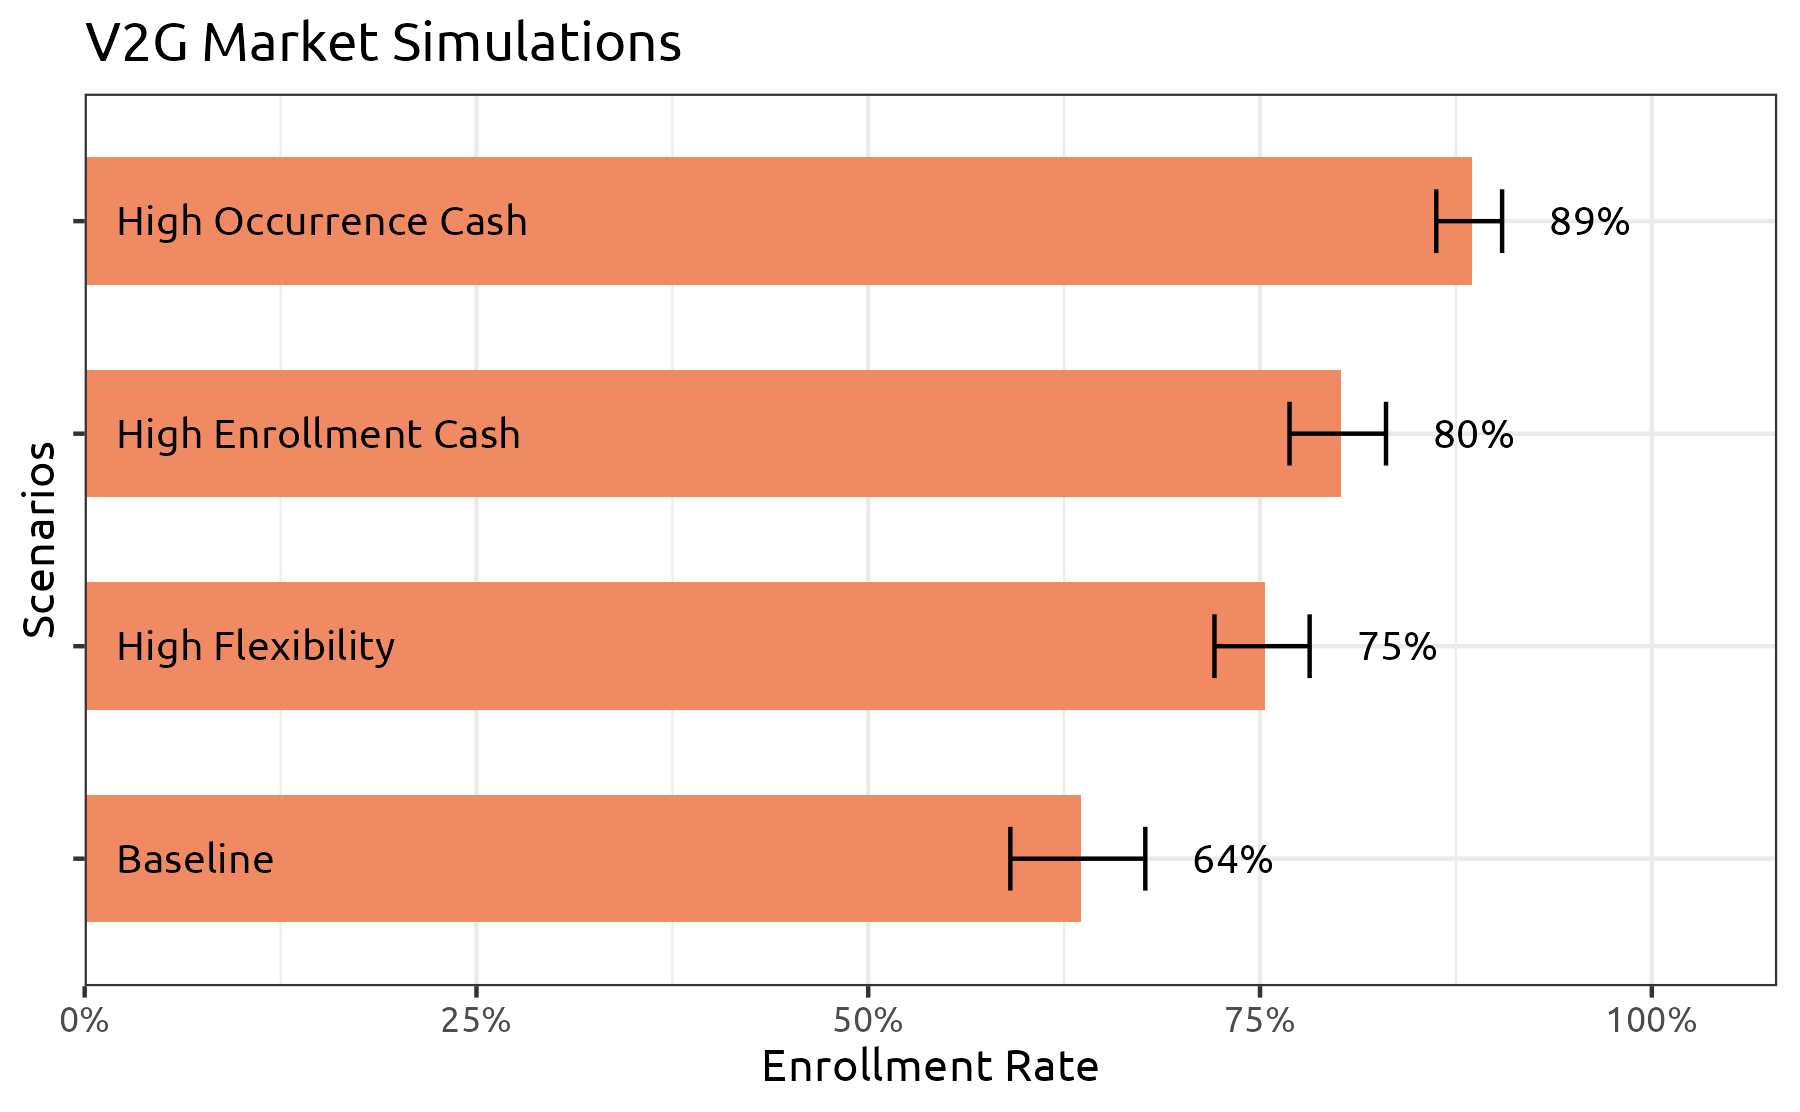 V2G Market Simulations
Scenarios
High Occurrence Cash 89%
High Enrollment Cash 80%
High Flexibility 75%
Baseline 64%
0% 25% 50% 75% 100%
Enrollment Rate